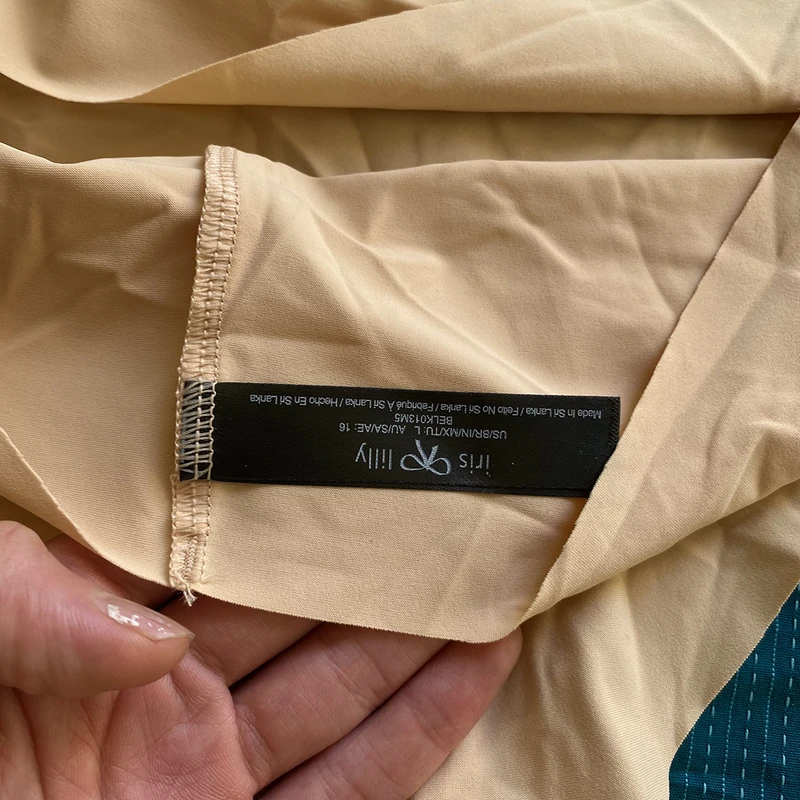 iris lilly
US/BR/IN/MX/TU: L AU/SA/AE: 16
BELK013M5
Made In Sri Lanka / Feito No Sri Lanka / Fabriqué À Sri Lanka / Hecho En Sri Lanka